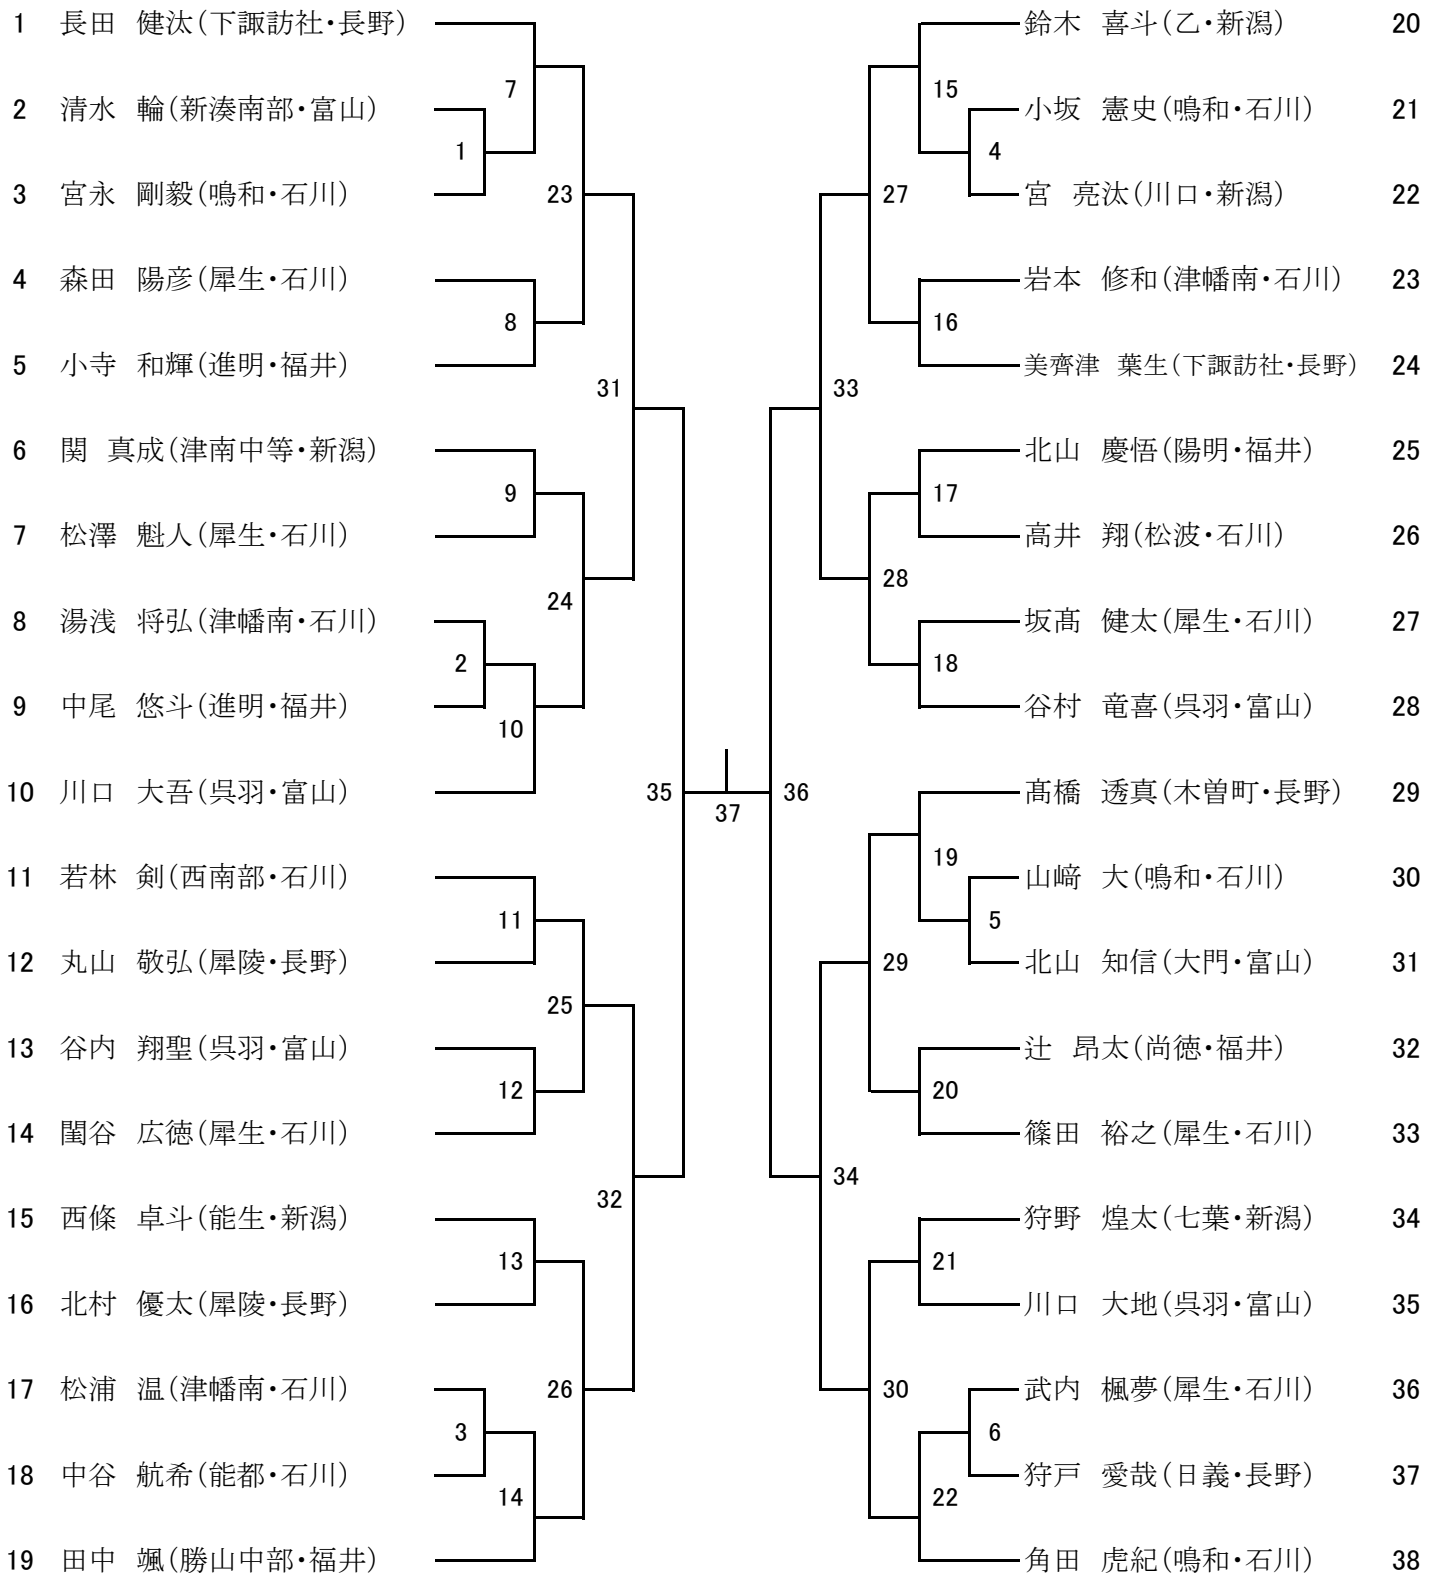 1 長田 健汰(下諏訪社・長野)
2 清水 輪(新湊南部・富山)
3 宮永 剛毅(鳴和・石川)
4 森田 陽彦(犀生・石川)
5 小寺 和輝(進明・福井)
6 関 真成(津南中等・新潟)
7 松澤 魁人(犀生・石川)
8 湯浅 将弘(津幡南・石川)
9 中尾 悠斗(進明・福井)
10 川口 大吾(呉羽・富山)
11 若林 剣(西南部・石川)
12 丸山 敬弘(犀陵・長野)
13 谷内 翔聖(呉羽・富山)
14 閨谷 広徳(犀生・石川)
15 西條 卓斗(能生・新潟)
16 北村 優太(犀陵・長野)
17 松浦 温(津幡南・石川)
18 中谷 航希(能都・石川)
19 田中 颯(勝山中部・福井)
1
2
3
7
8
9
10
11
12
13
14
23
24
25
26
31
32
35
37
36
33
34
27
28
29
30
15
16
17
18
19
20
21
22
4
5
6
鈴木 喜斗(乙・新潟) 20
小坂 憲史(鳴和・石川) 21
宮 亮汰(川口・新潟) 22
岩本 修和(津幡南・石川) 23
美齊津 葉生(下諏訪社・長野) 24
北山 慶悟(陽明・福井) 25
高井 翔(松波・石川) 26
坂髙 健太(犀生・石川) 27
谷村 竜喜(呉羽・富山) 28
髙橋 透真(木曽町・長野) 29
山﨑 大(鳴和・石川) 30
北山 知信(大門・富山) 31
辻 昂太(尚徳・福井) 32
篠田 裕之(犀生・石川) 33
狩野 煌太(七葉・新潟) 34
川口 大地(呉羽・富山) 35
武内 楓夢(犀生・石川) 36
狩戸 愛哉(日義・長野) 37
角田 虎紀(鳴和・石川) 38